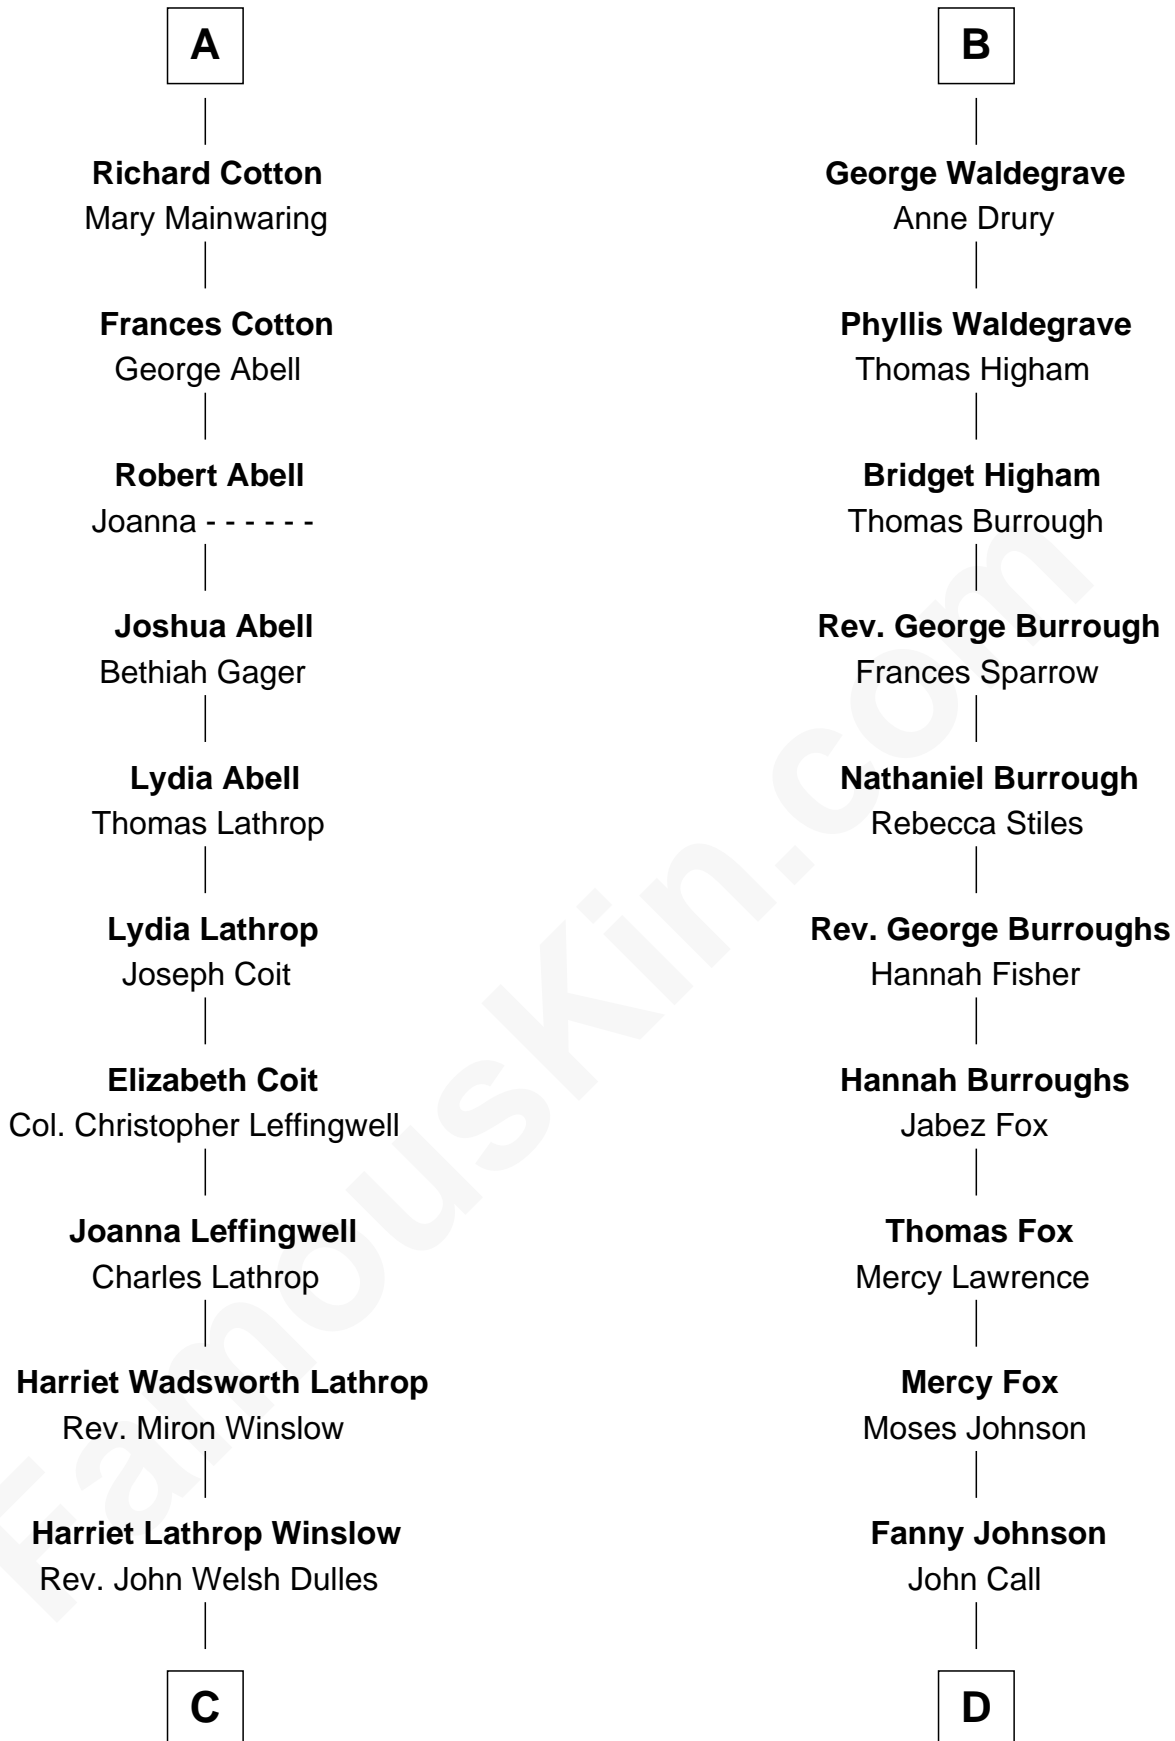 A
Richard Cotton
Mary Mainwaring
Frances Cotton
George Abell
Robert Abell
Joanna - - - - - -
Joshua Abell
Bethiah Gager
Lydia Abell
Thomas Lathrop
Lydia Lathrop
Joseph Coit
Elizabeth Coit
Col. Christopher Leffingwell
Joanna Leffingwell
Charles Lathrop
Harriet Wadsworth Lathrop
Rev. Miron Winslow
Harriet Lathrop Winslow
Rev. John Welsh Dulles
C
B
George Waldegrave
Anne Drury
Phyllis Waldegrave
Thomas Higham
Bridget Higham
Thomas Burrough
Rev. George Burrough
Frances Sparrow
Nathaniel Burrough
Rebecca Stiles
Rev. George Burroughs
Hannah Fisher
Hannah Burroughs
Jabez Fox
Thomas Fox
Mercy Lawrence
Mercy Fox
Moses Johnson
Fanny Johnson
John Call
D
FamousKin.com